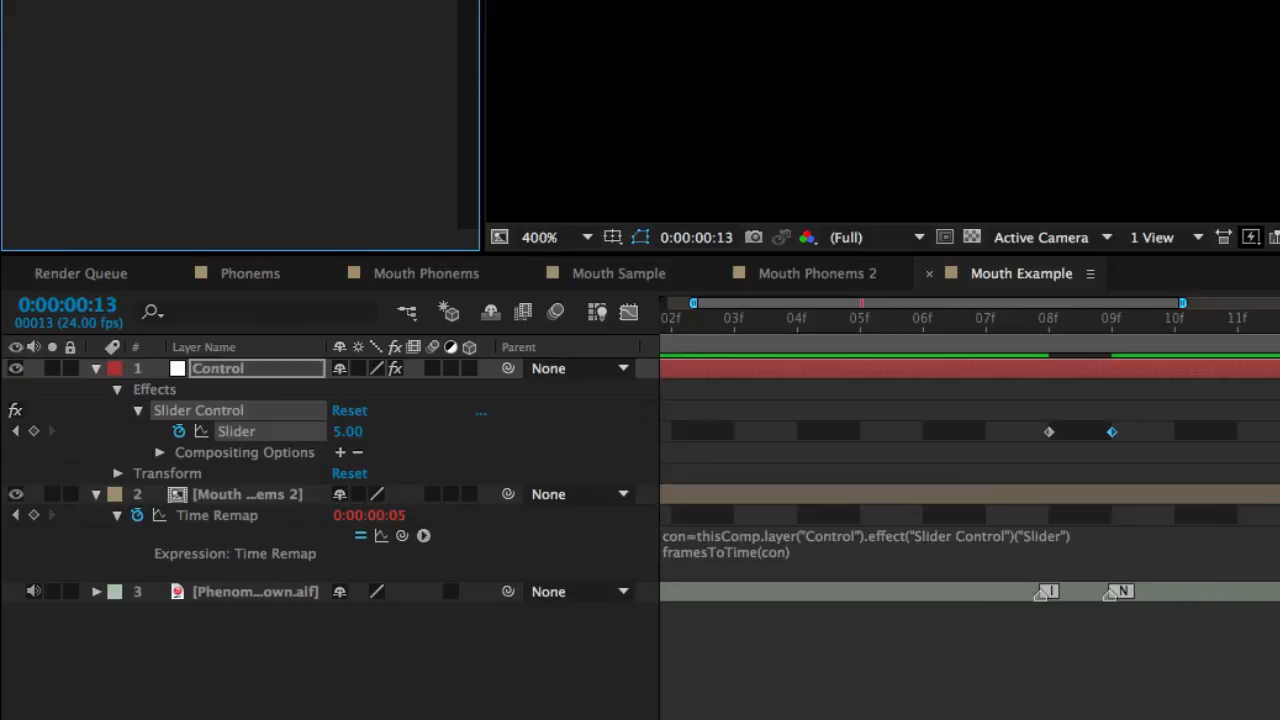 400% 0:00:00:13 (Full) Active Camera 1 View
Render Queue Phonems Mouth Phonems Mouth Sample Mouth Phonems 2 × Mouth Example
0:00:00:13
00013 (24.00 fps)
02f 03f 04f 05f 06f 07f 08f 09f 10f 11f
# Layer Name Parent
1 Control None
Effects
fx Slider Control Reset ...
Slider 5.00
Compositing Options + −
Transform Reset
2 [Mouth ...ems 2] None
Time Remap 0:00:00:05
Expression: Time Remap
con=thisComp.layer("Control").effect("Slider Control")("Slider")
framesToTime(con)
3 [Phenom...own.aif] None
I N